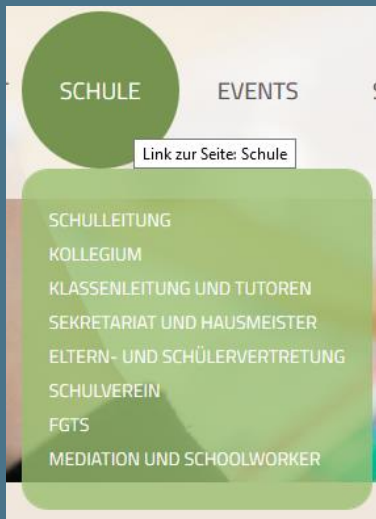 SCHULE
EVENTS
Link zur Seite: Schule
SCHULLEITUNG
KOLLEGIUM
KLASSENLEITUNG UND TUTOREN
SEKRETARIAT UND HAUSMEISTER
ELTERN- UND SCHÜLERVERTRETUNG
SCHULVEREIN
FGTS
MEDIATION UND SCHOOLWORKER